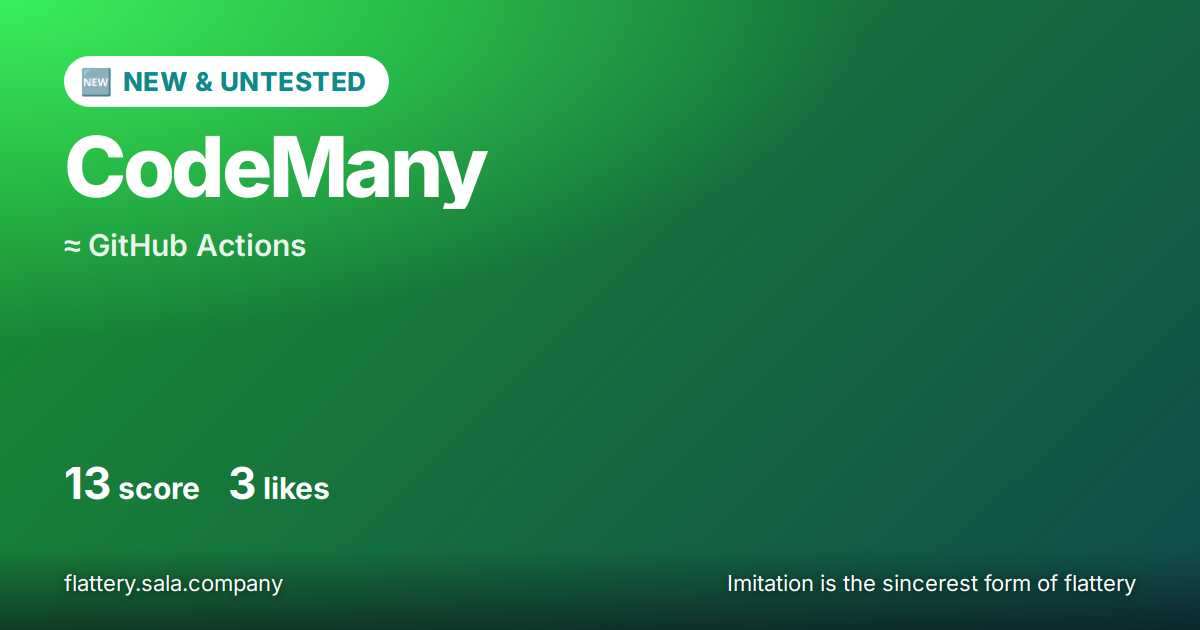 🆕 NEW & UNTESTED
CodeMany
≈ GitHub Actions
13 score 3 likes
flattery.sala.company
Imitation is the sincerest form of flattery